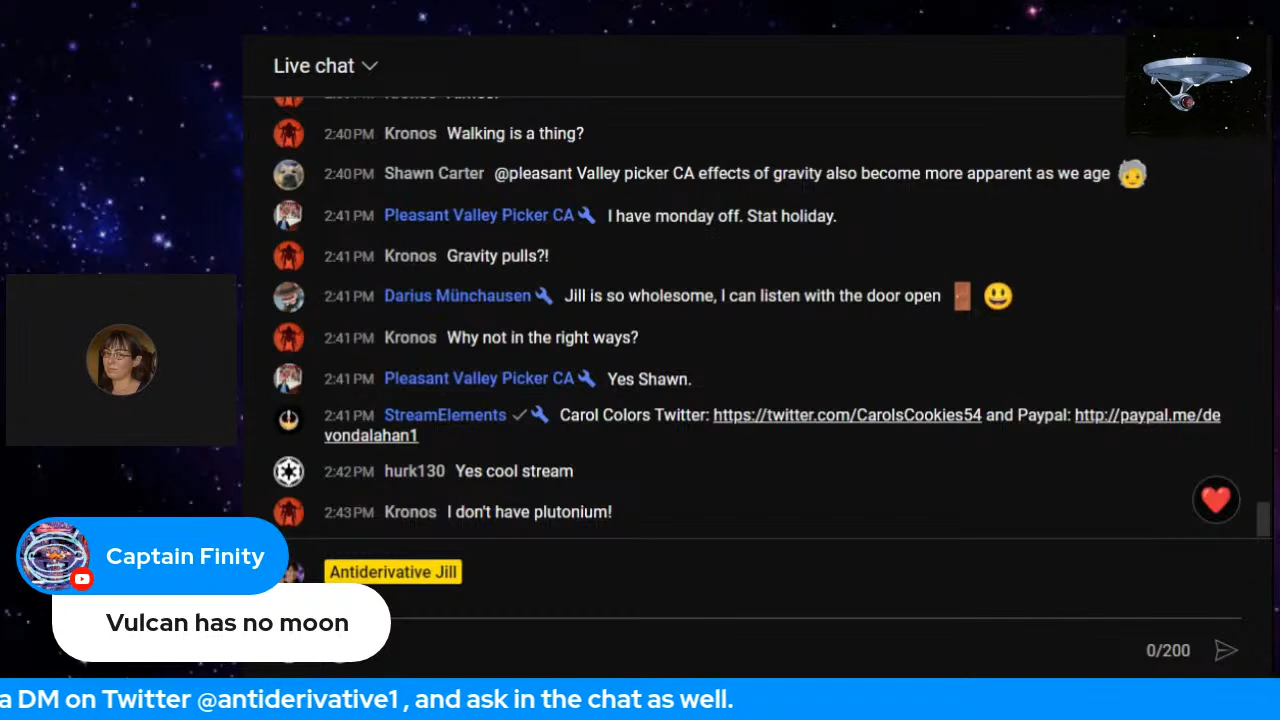 Live chat
2:40 PM Kronos Walking is a thing?
2:40 PM Shawn Carter @pleasant Valley picker CA effects of gravity also become more apparent as we age
2:41 PM Pleasant Valley Picker CA I have monday off. Stat holiday.
2:41 PM Kronos Gravity pulls?!
2:41 PM Darius Münchausen Jill is so wholesome, I can listen with the door open
2:41 PM Kronos Why not in the right ways?
2:41 PM Pleasant Valley Picker CA Yes Shawn.
2:41 PM StreamElements Carol Colors Twitter: https://twitter.com/CarolsCookies54 and Paypal: http://paypal.me/de
vondalahan1
2:42 PM hurk130 Yes cool stream
2:43 PM Kronos I don't have plutonium!
Captain Finity
Antiderivative Jill
Vulcan has no moon
0/200
a DM on Twitter @antiderivative1 , and ask in the chat as well.